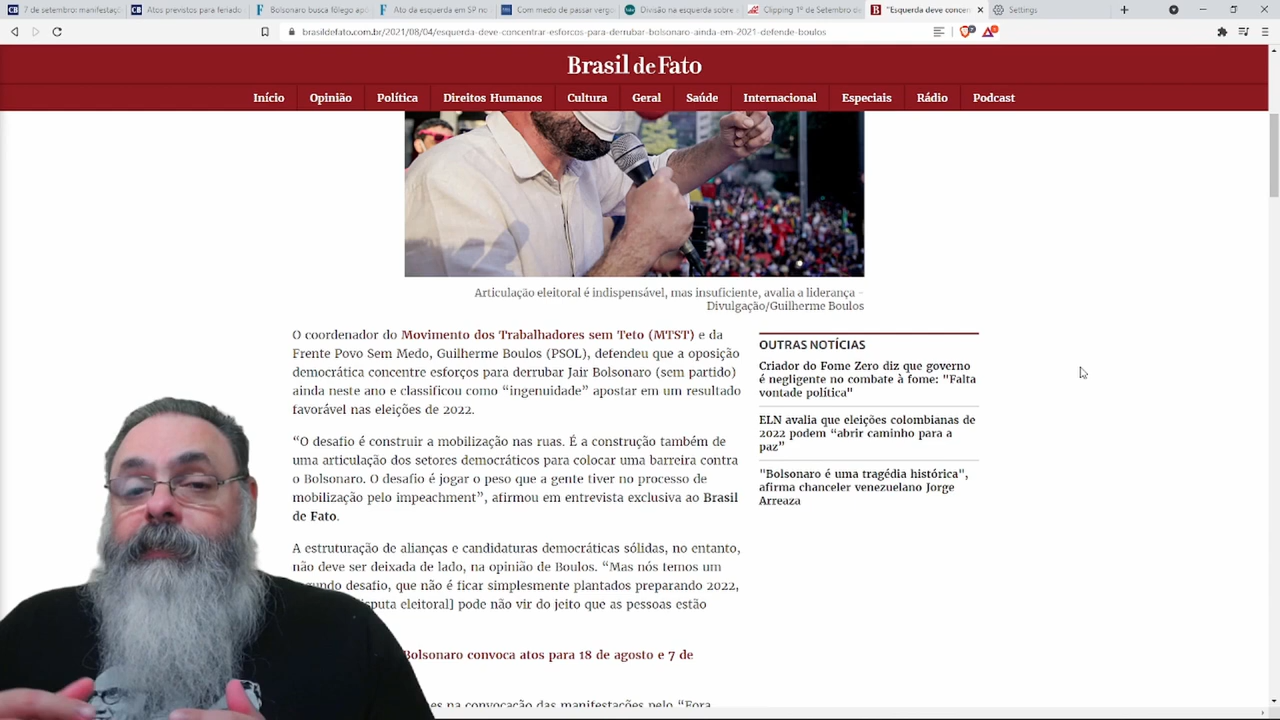 7 de setembro: manifestaçõ
Atos previstos para feriado
Bolsonaro busca fôlego apó
Ato da esquerda em SP no
Com medo de passar vergo
Divisão na esquerda sobre
Clipping 1º de Setembro d
"Esquerda deve concen
Settings
brasildefato.com.br/2021/08/04/esquerda-deve-concentrar-esforcos-para-derrubar-bolsonaro-ainda-em-2021-defende-boulos
Brasil de Fato
Início Opinião Política Direitos Humanos Cultura Geral Saúde Internacional Especiais Rádio Podcast
Articulação eleitoral é indispensável, mas insuficiente, avalia a liderança -
Divulgação/Guilherme Boulos
O coordenador do Movimento dos Trabalhadores sem Teto (MTST) e da
Frente Povo Sem Medo, Guilherme Boulos (PSOL), defendeu que a oposição
democrática concentre esforços para derrubar Jair Bolsonaro (sem partido)
ainda neste ano e classificou como “ingenuidade” apostar em um resultado
favorável nas eleições de 2022.
“O desafio é construir a mobilização nas ruas. É a construção também de
uma articulação dos setores democráticos para colocar uma barreira contra
o Bolsonaro. O desafio é jogar o peso que a gente tiver no processo de
mobilização pelo impeachment”, afirmou em entrevista exclusiva ao Brasil
de Fato.
A estruturação de alianças e candidaturas democráticas sólidas, no entanto,
não deve ser deixada de lado, na opinião de Boulos. “Mas nós temos um
gundo desafio, que não é ficar simplesmente plantados preparando 2022,
sputa eleitoral] pode não vir do jeito que as pessoas estão
Bolsonaro convoca atos para 18 de agosto e 7 de
es na convocação das manifestações pelo “Fora
OUTRAS NOTÍCIAS
Criador do Fome Zero diz que governo
é negligente no combate à fome: "Falta
vontade política"
ELN avalia que eleições colombianas de
2022 podem “abrir caminho para a
paz”
"Bolsonaro é uma tragédia histórica",
afirma chanceler venezuelano Jorge
Arreaza